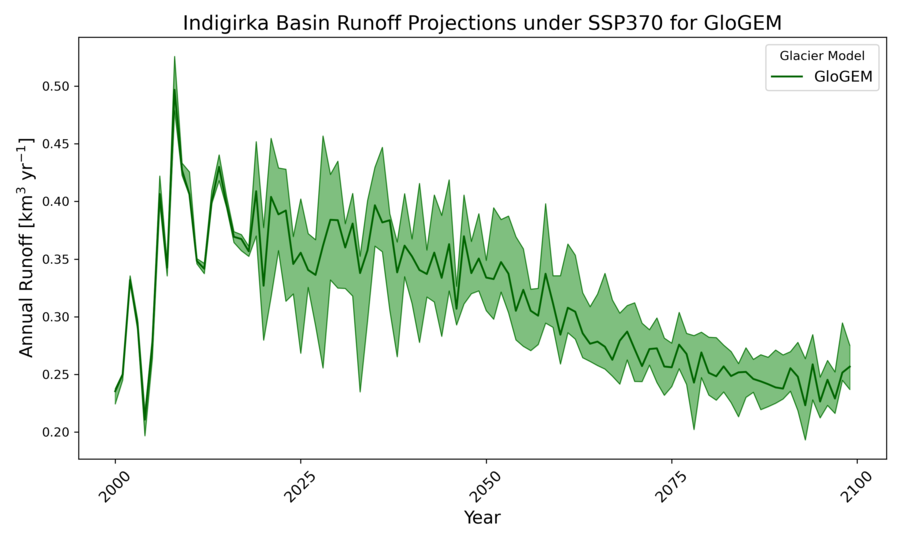 Indigirka Basin Runoff Projections under SSP370 for GloGEM
Glacier Model
GloGEM
Annual Runoff [km³ yr⁻¹]
0.50
0.45
0.40
0.35
0.30
0.25
0.20
2000
2025
2050
2075
2100
Year